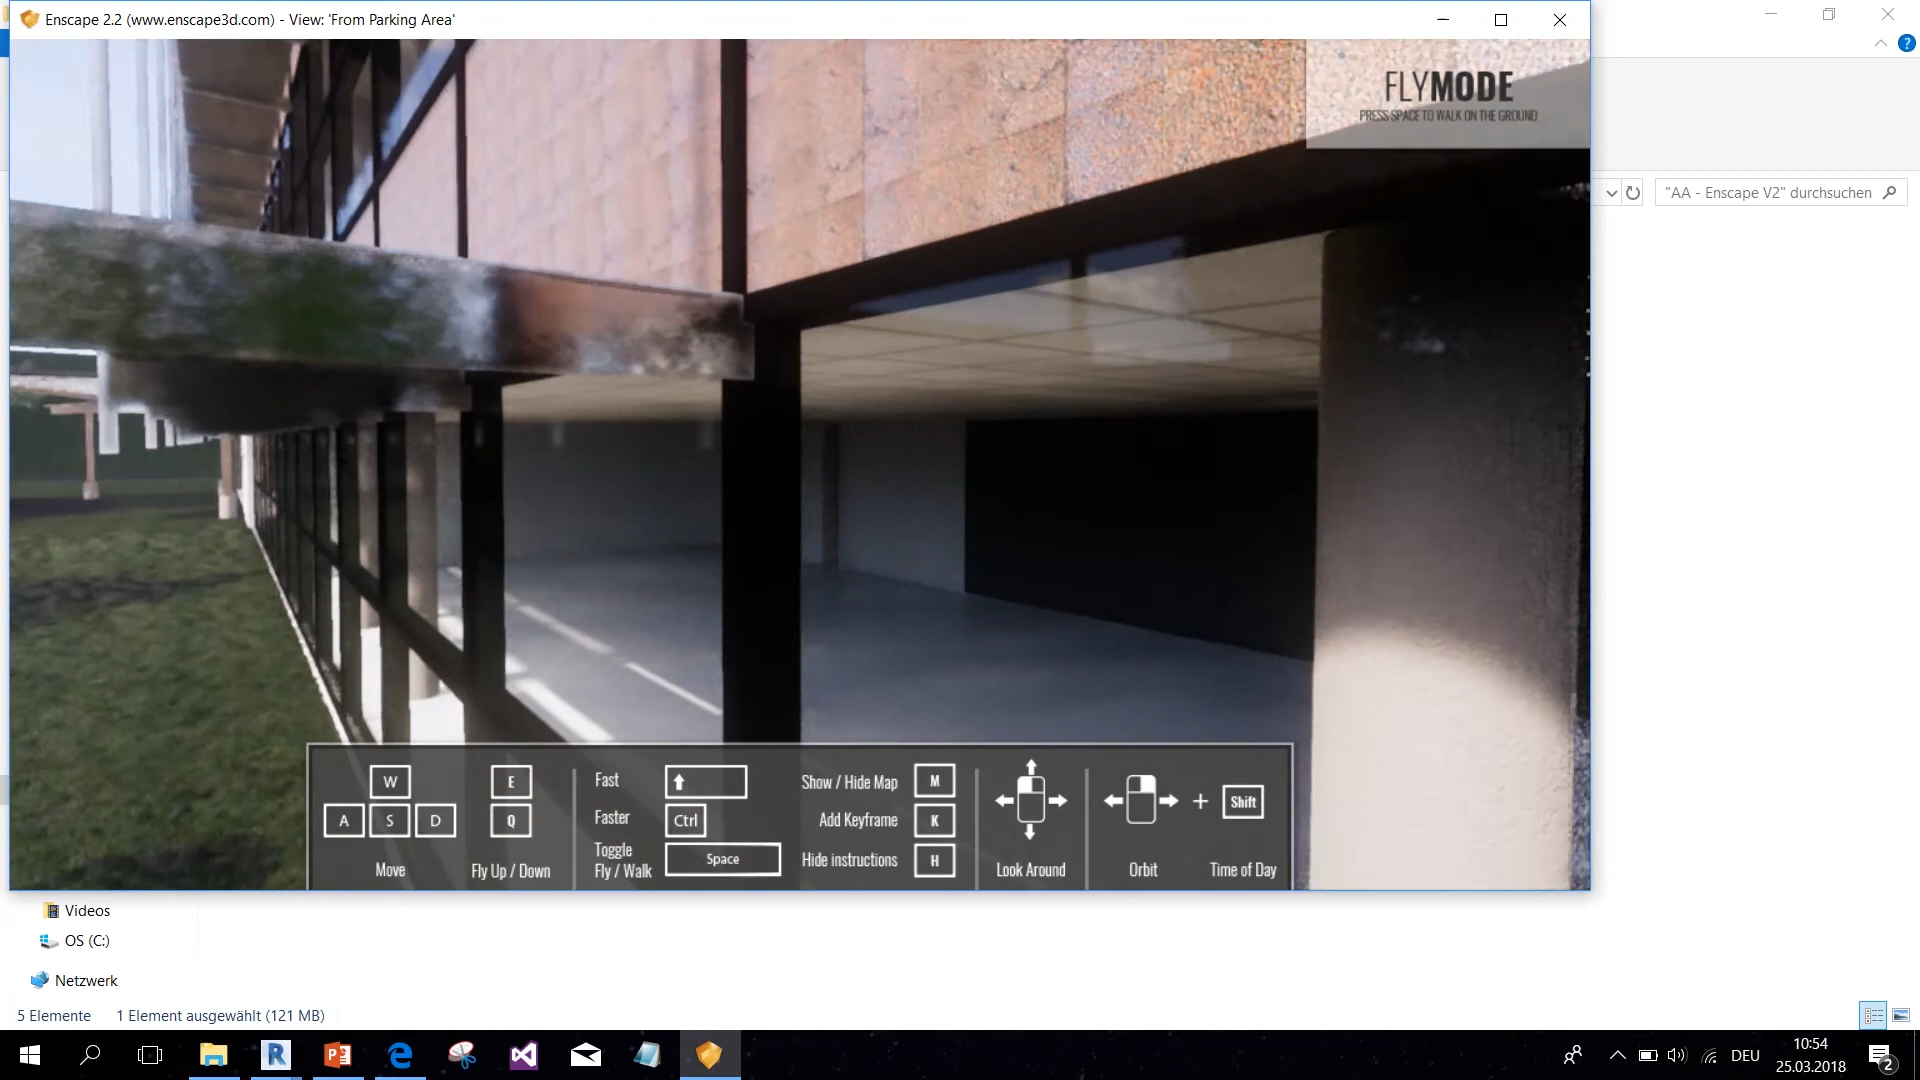 Enscape 2.2 (www.enscape3d.com) - View: 'From Parking Area'
?
FLYMODE
PRESS SPACE TO WALK ON THE GROUND
"AA - Enscape V2" durchsuchen
W
E
Fast
Show / Hide Map
M
A
S
D
Q
Faster
Ctrl
Add Keyframe
K
+
Shift
Toggle
Fly / Walk
Space
Hide instructions
H
Move
Fly Up / Down
Look Around
Orbit
Time of Day
Videos
OS (C:)
Netzwerk
5 Elemente
1 Element ausgewählt (121 MB)
R
P
e
DEU
10:54
25.03.2018
2